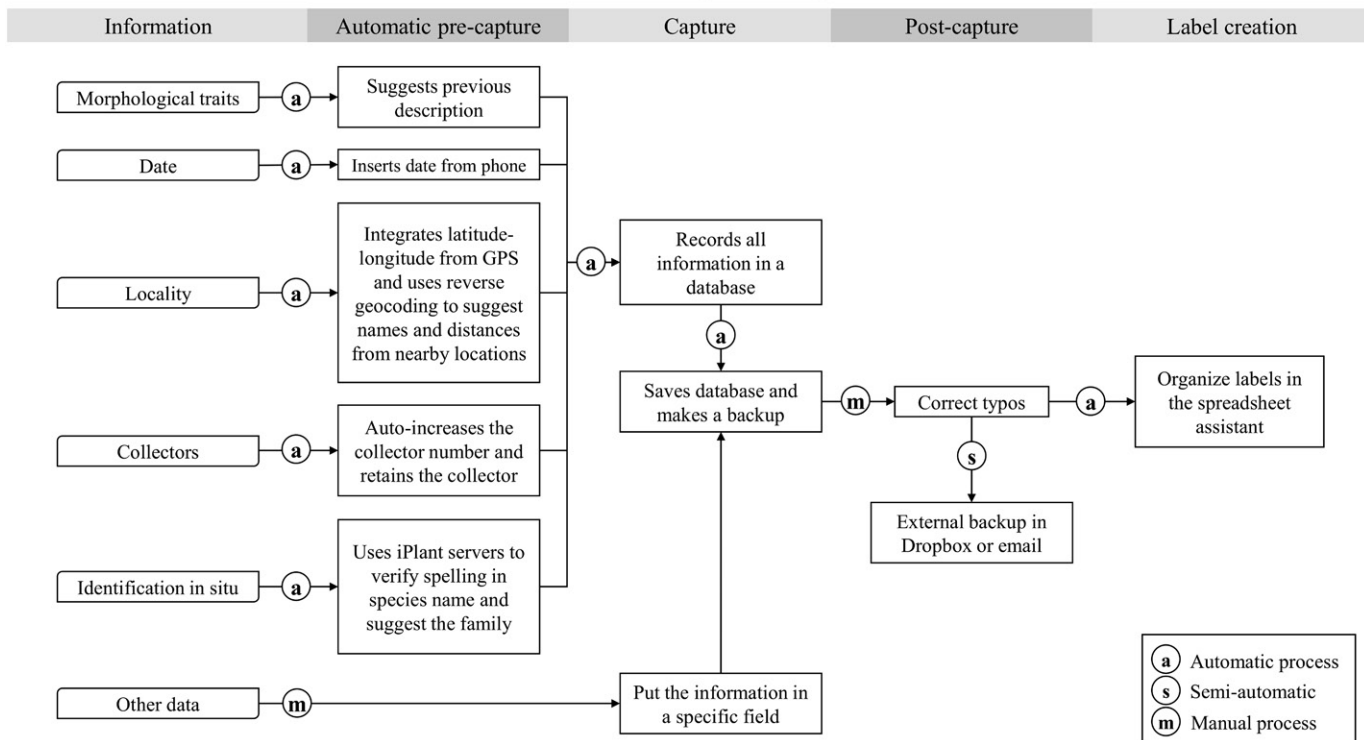 Information
Automatic pre-capture
Capture
Post-capture
Label creation
Morphological traits
a
Suggests previous
description
Date
a
Inserts date from phone
Locality
a
Integrates latitude-
longitude from GPS
and uses reverse
geocoding to suggest
names and distances
from nearby locations
Collectors
a
Auto-increases the
collector number and
retains the collector
Identification in situ
a
Uses iPlant servers to
verify spelling in
species name and
suggest the family
Other data
m
a
Records all
information in a
database
a
Saves database and
makes a backup
Put the information in
a specific field
m
Correct typos
s
External backup in
Dropbox or email
a
Organize labels in
the spreadsheet
assistant
a Automatic process
s Semi-automatic
m Manual process